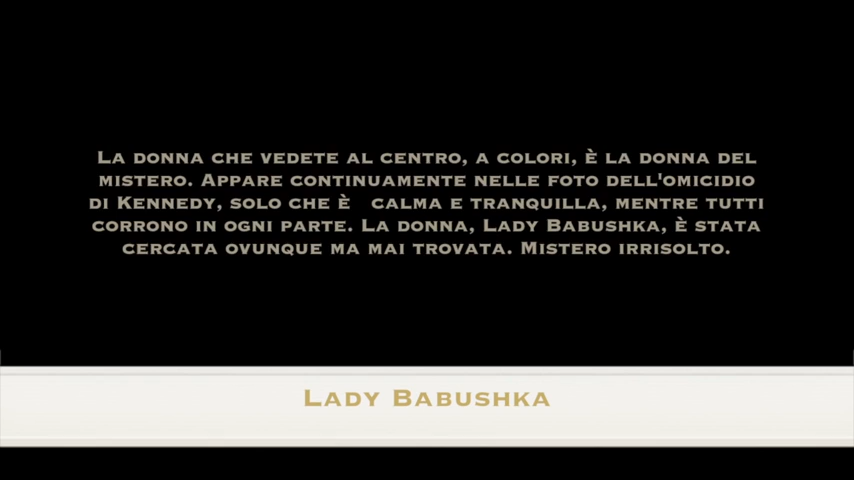 La donna che vedete al centro, a colori, è la donna del
mistero. Appare continuamente nelle foto dell'omicidio
di Kennedy, solo che è calma e tranquilla, mentre tutti
corrono in ogni parte. La donna, Lady Babushka, è stata
cercata ovunque ma mai trovata. Mistero irrisolto.
Lady Babushka